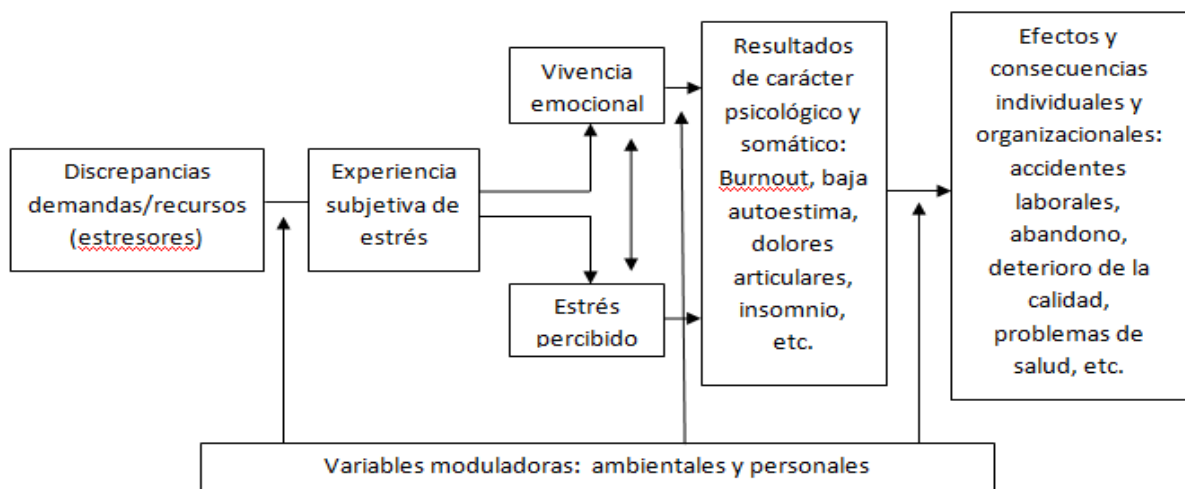 Discrepancias
demandas/recursos
(estresores)
Experiencia
subjetiva de
estrés
Vivencia
emocional
Estrés
percibido
Resultados
de carácter
psicológico y
somático:
Burnout, baja
autoestima,
dolores
articulares,
insomnio,
etc.
Efectos y
consecuencias
individuales y
organizacionales:
accidentes
laborales,
abandono,
deterioro de la
calidad,
problemas de
salud, etc.
Variables moduladoras: ambientales y personales